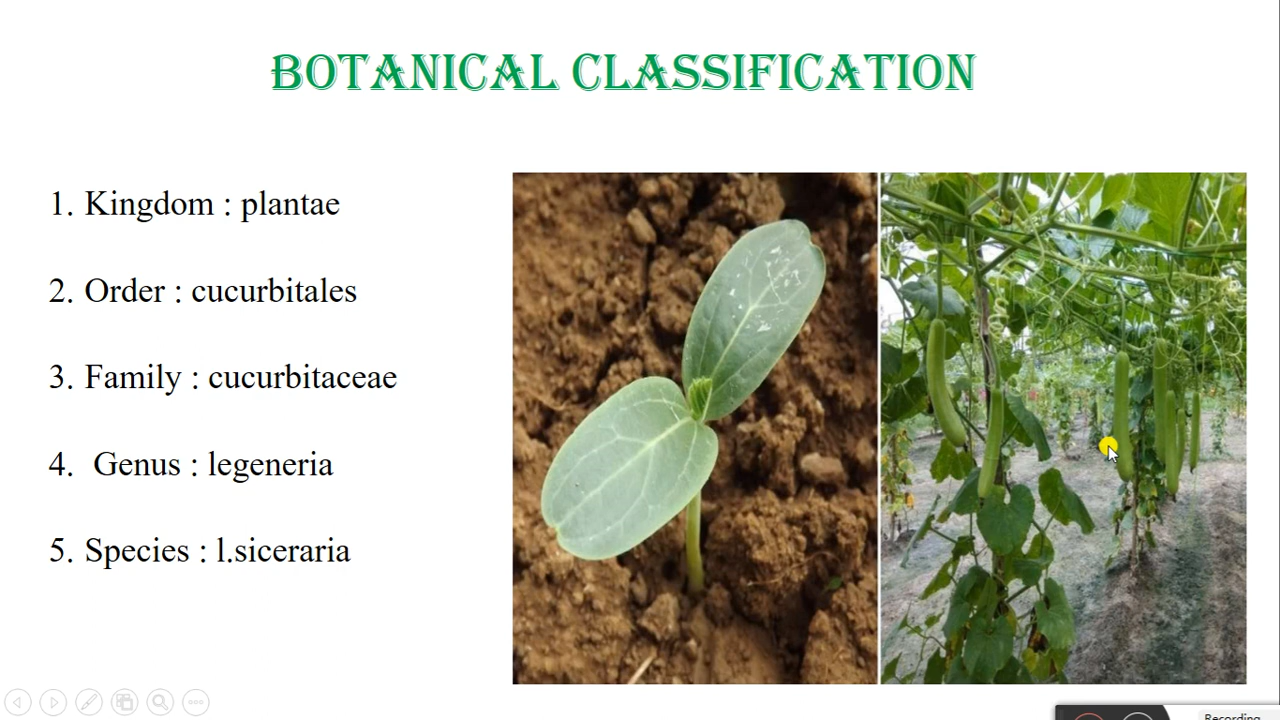 BOTANICAL CLASSIFICATION
1. Kingdom : plantae
2. Order : cucurbitales
3. Family : cucurbitaceae
4. Genus : legeneria
5. Species : l.siceraria
Recording